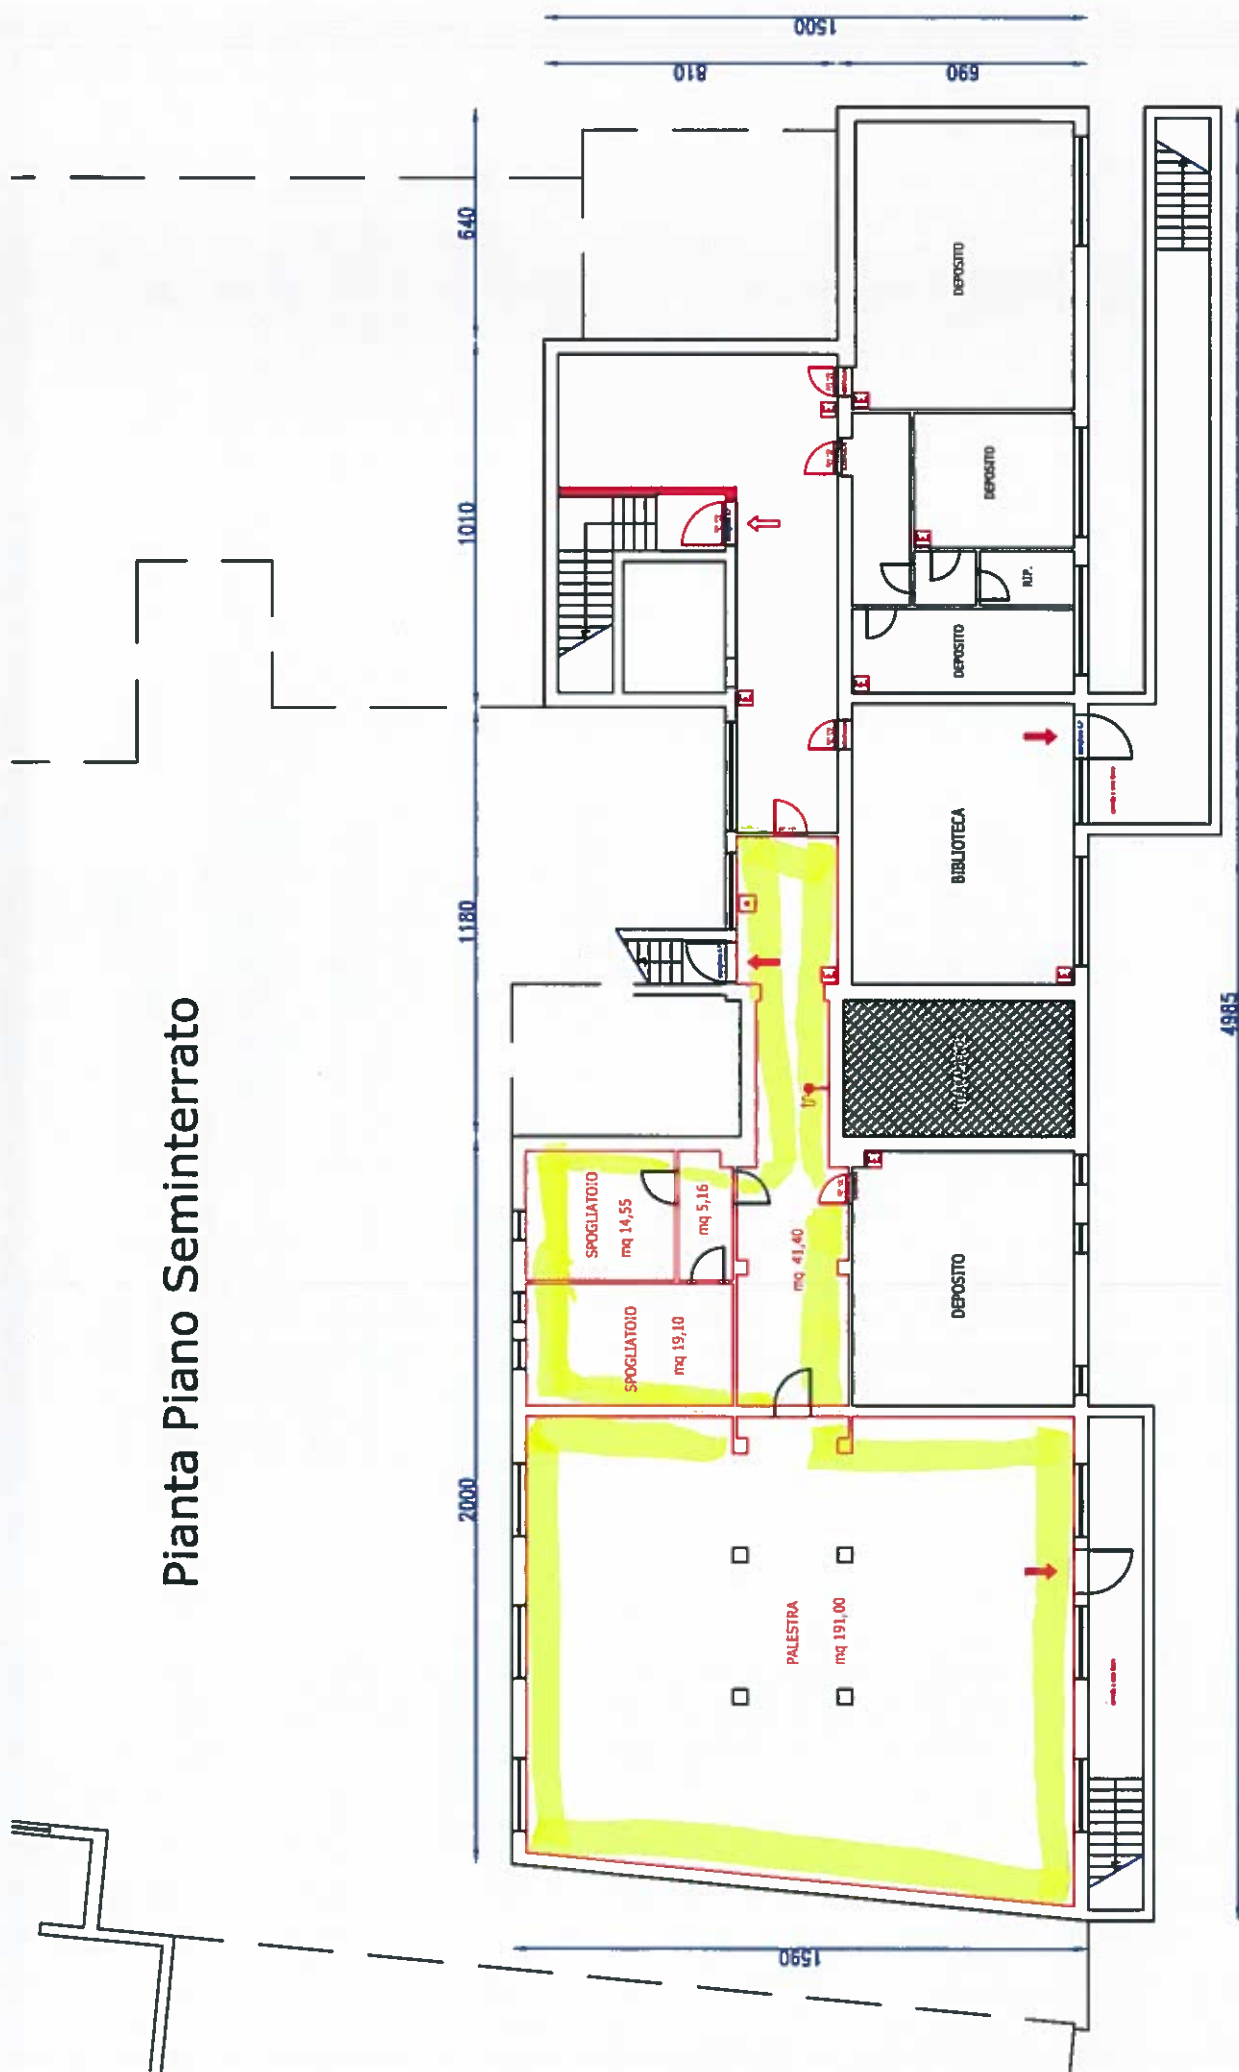 Pianta Piano Seminterrato
1500
810
690
640
1010
1180
2000
4985
1590
DEPOSITO
DEPOSITO
RIP.
DEPOSITO
BIBLIOTECA
DEPOSITO
SPOGLIATOIO
mq 14,55
mq 5,16
SPOGLIATOIO
mq 19,10
mq 41,40
PALESTRA
mq 191,00